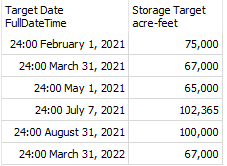 Target Date Storage Target
FullDateTime acre-feet
24:00 February 1, 2021 75,000
24:00 March 31, 2021 67,000
24:00 May 1, 2021 65,000
24:00 July 7, 2021 102,365
24:00 August 31, 2021 100,000
24:00 March 31, 2022 67,000